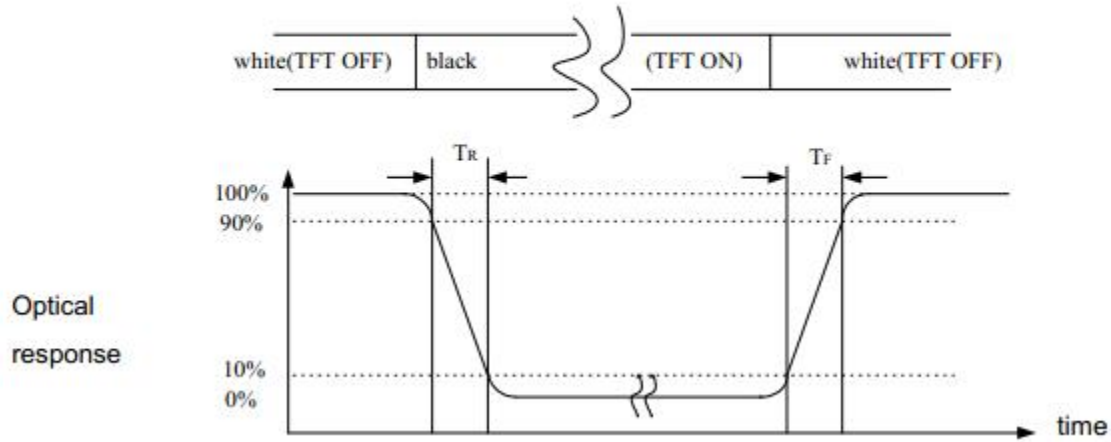 white(TFT OFF) black (TFT ON) white(TFT OFF)
TR TF
100%
90%
Optical
response
10%
0%
time